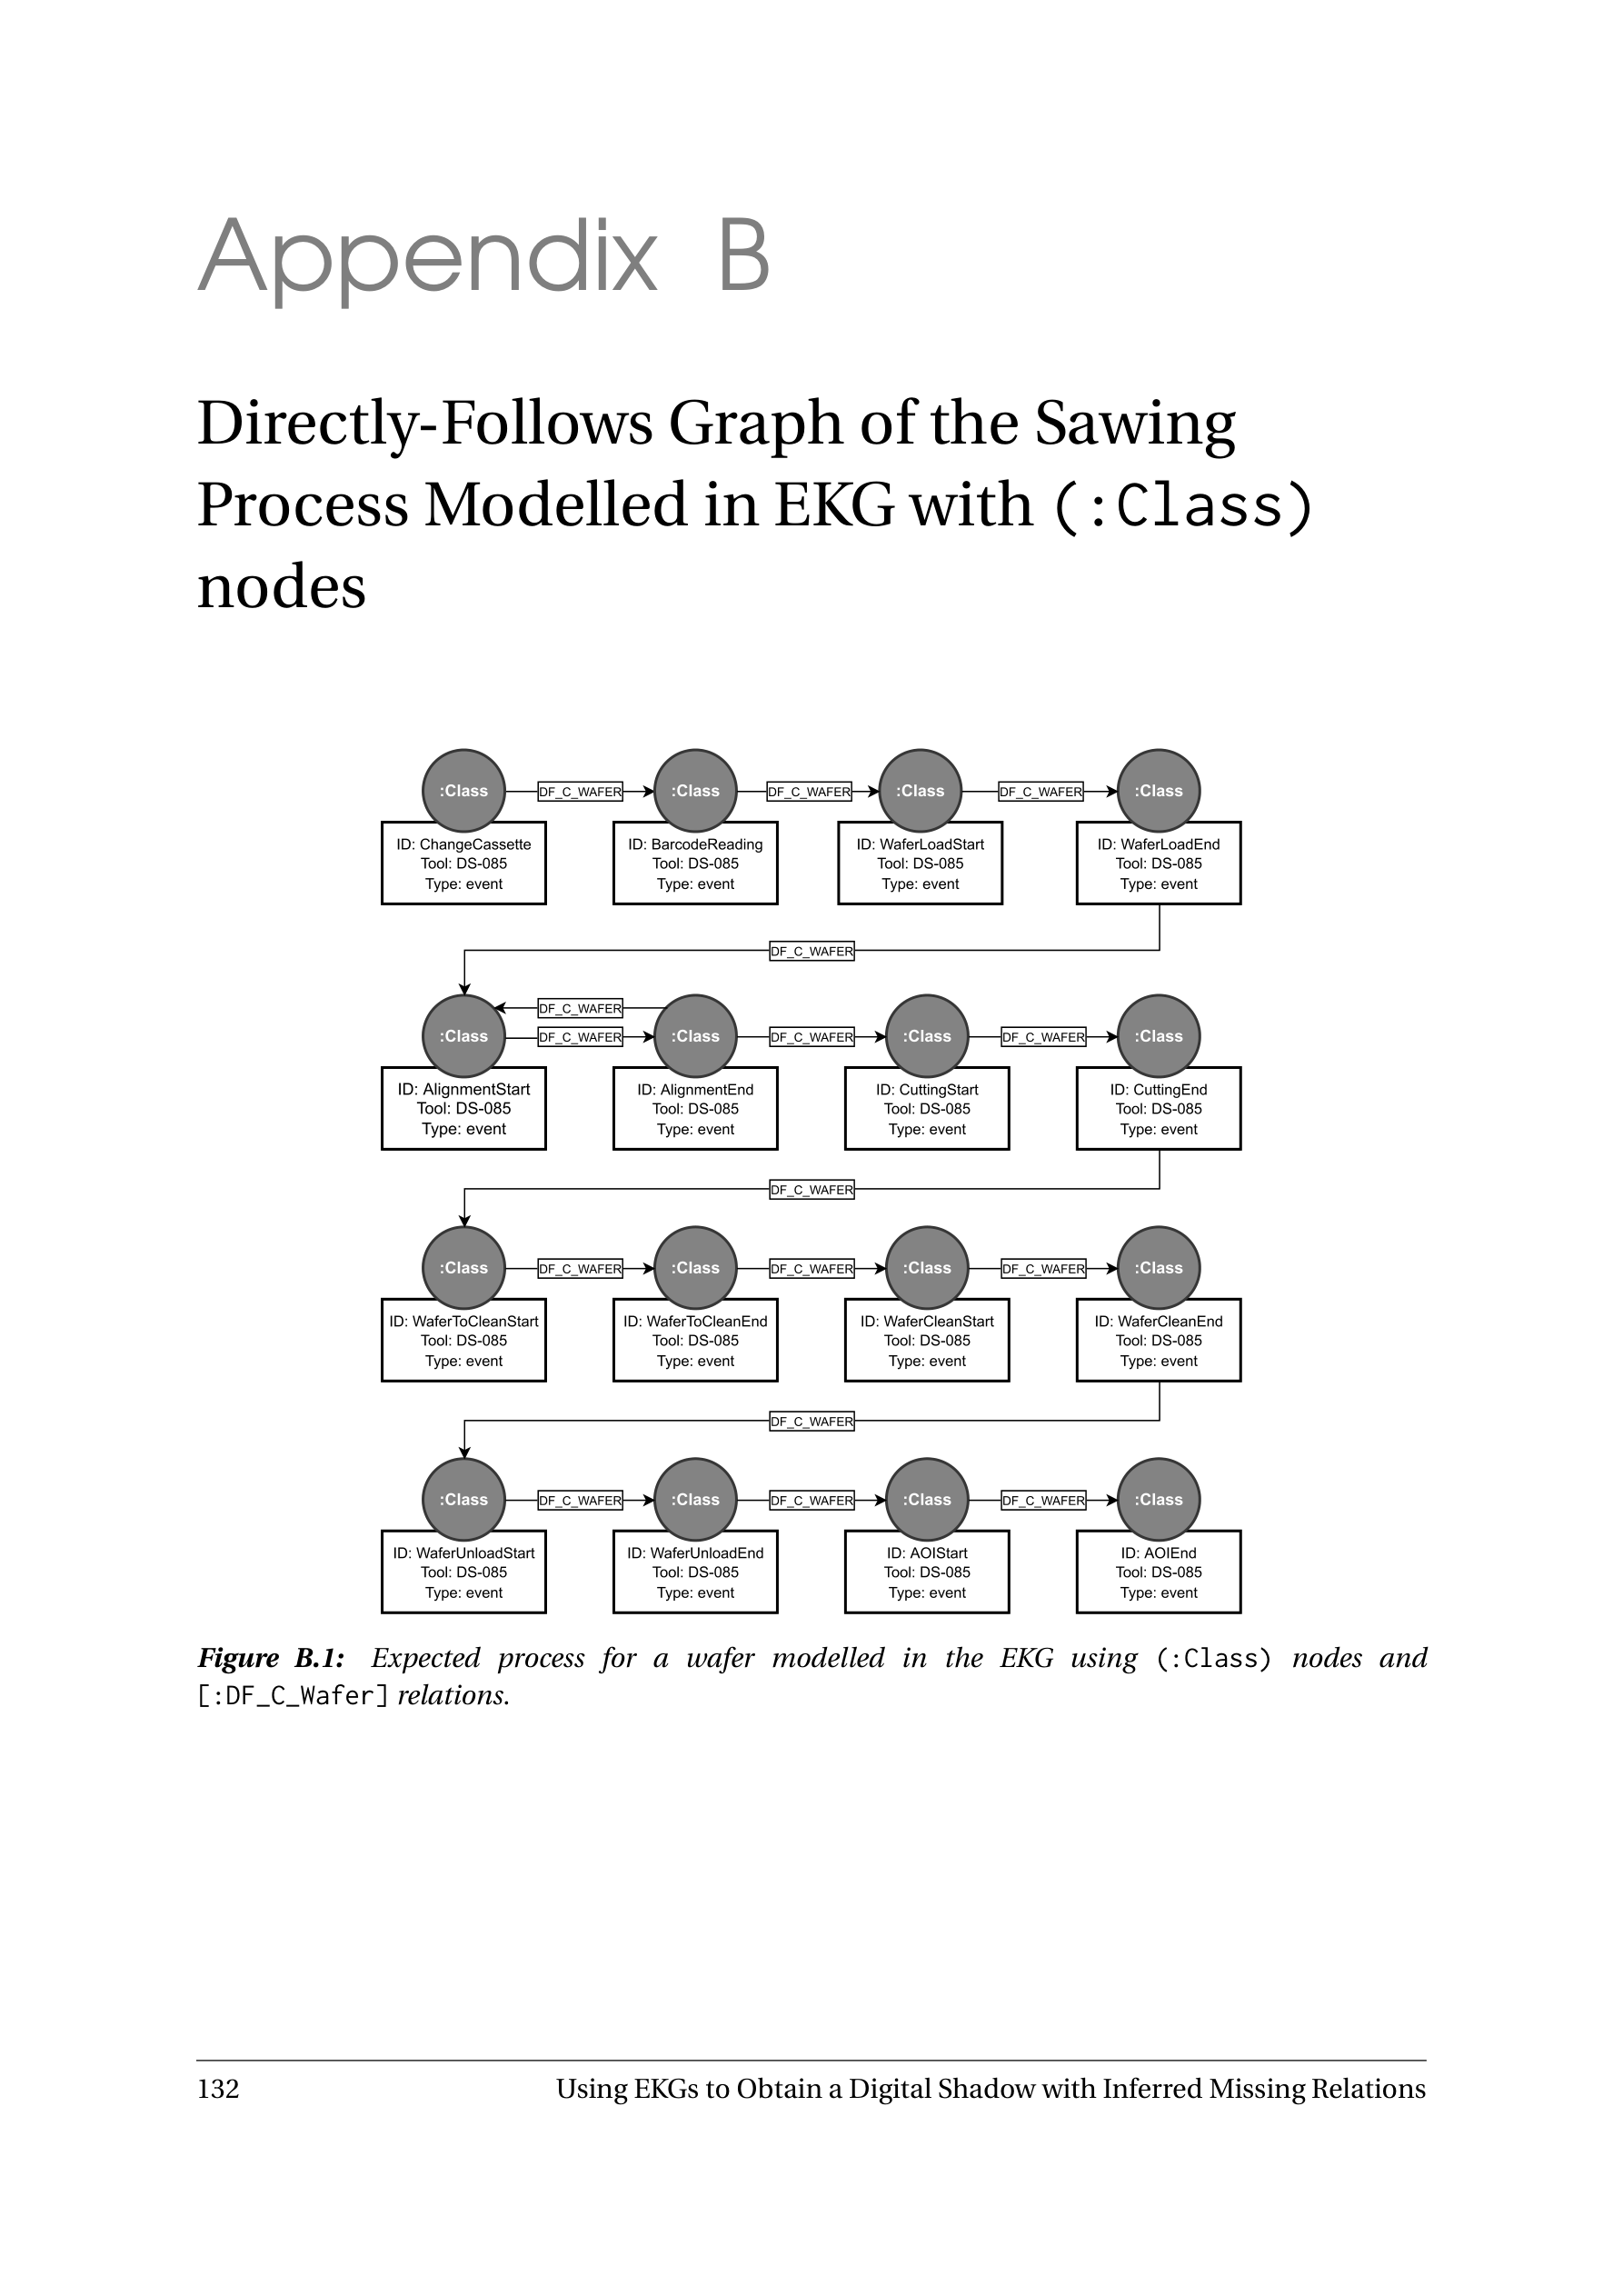 Appendix B
Directly-Follows Graph of the Sawing
Process Modelled in EKG with (:Class)
nodes
:Class DF_C_WAFER :Class DF_C_WAFER :Class DF_C_WAFER :Class
ID: ChangeCassette
Tool: DS-085
Type: event
ID: BarcodeReading
Tool: DS-085
Type: event
ID: WaferLoadStart
Tool: DS-085
Type: event
ID: WaferLoadEnd
Tool: DS-085
Type: event
DF_C_WAFER
DF_C_WAFER
:Class DF_C_WAFER :Class DF_C_WAFER :Class DF_C_WAFER :Class
ID: AlignmentStart
Tool: DS-085
Type: event
ID: AlignmentEnd
Tool: DS-085
Type: event
ID: CuttingStart
Tool: DS-085
Type: event
ID: CuttingEnd
Tool: DS-085
Type: event
DF_C_WAFER
:Class DF_C_WAFER :Class DF_C_WAFER :Class DF_C_WAFER :Class
ID: WaferToCleanStart
Tool: DS-085
Type: event
ID: WaferToCleanEnd
Tool: DS-085
Type: event
ID: WaferCleanStart
Tool: DS-085
Type: event
ID: WaferCleanEnd
Tool: DS-085
Type: event
DF_C_WAFER
:Class DF_C_WAFER :Class DF_C_WAFER :Class DF_C_WAFER :Class
ID: WaferUnloadStart
Tool: DS-085
Type: event
ID: WaferUnloadEnd
Tool: DS-085
Type: event
ID: AOIStart
Tool: DS-085
Type: event
ID: AOIEnd
Tool: DS-085
Type: event
Figure B.1: Expected process for a wafer modelled in the EKG using (:Class) nodes and
[:DF_C_Wafer] relations.
132 Using EKGs to Obtain a Digital Shadow with Inferred Missing Relations